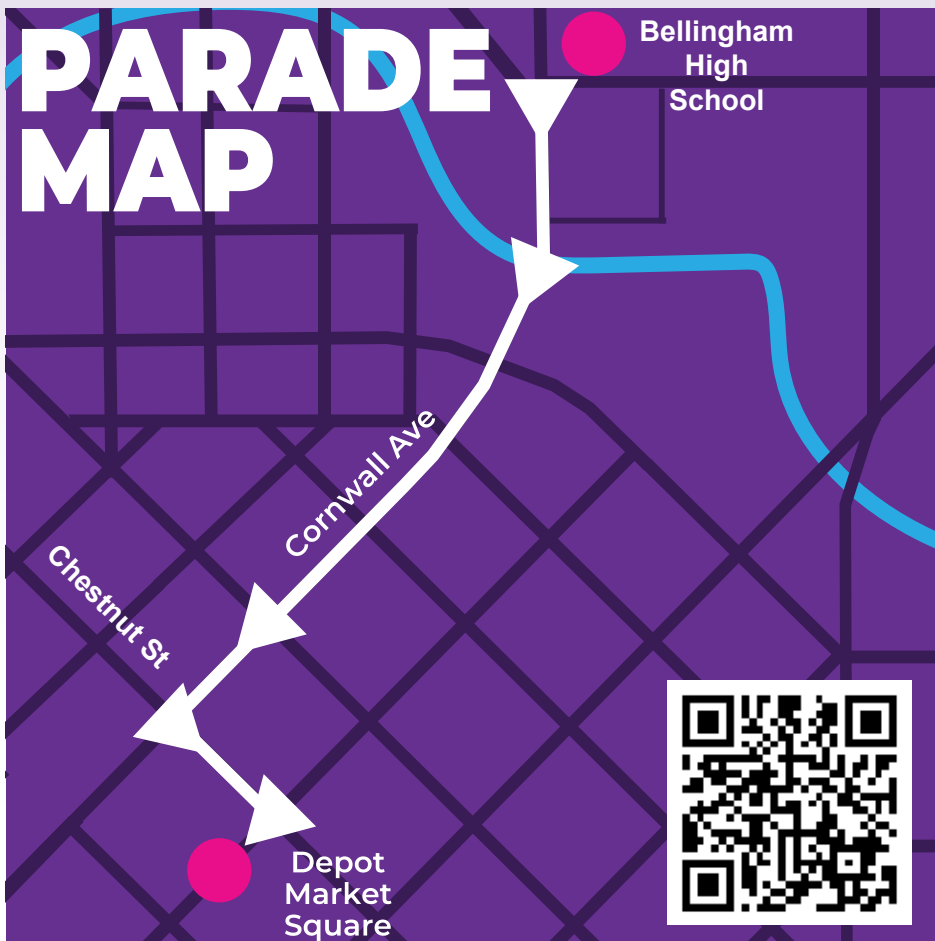 PARADE
MAP
Bellingham
High
School
Cornwall Ave
Chestnut St
Depot
Market
Square